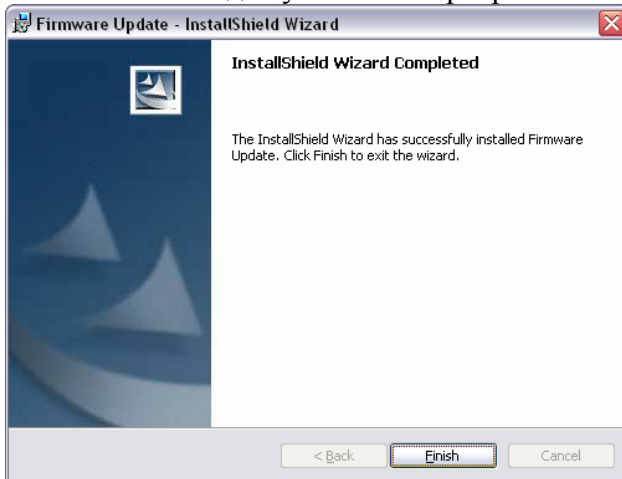 Firmware Update - InstallShield Wizard
InstallShield Wizard Completed
The InstallShield Wizard has successfully installed Firmware
Update. Click Finish to exit the wizard.
< Back
Finish
Cancel